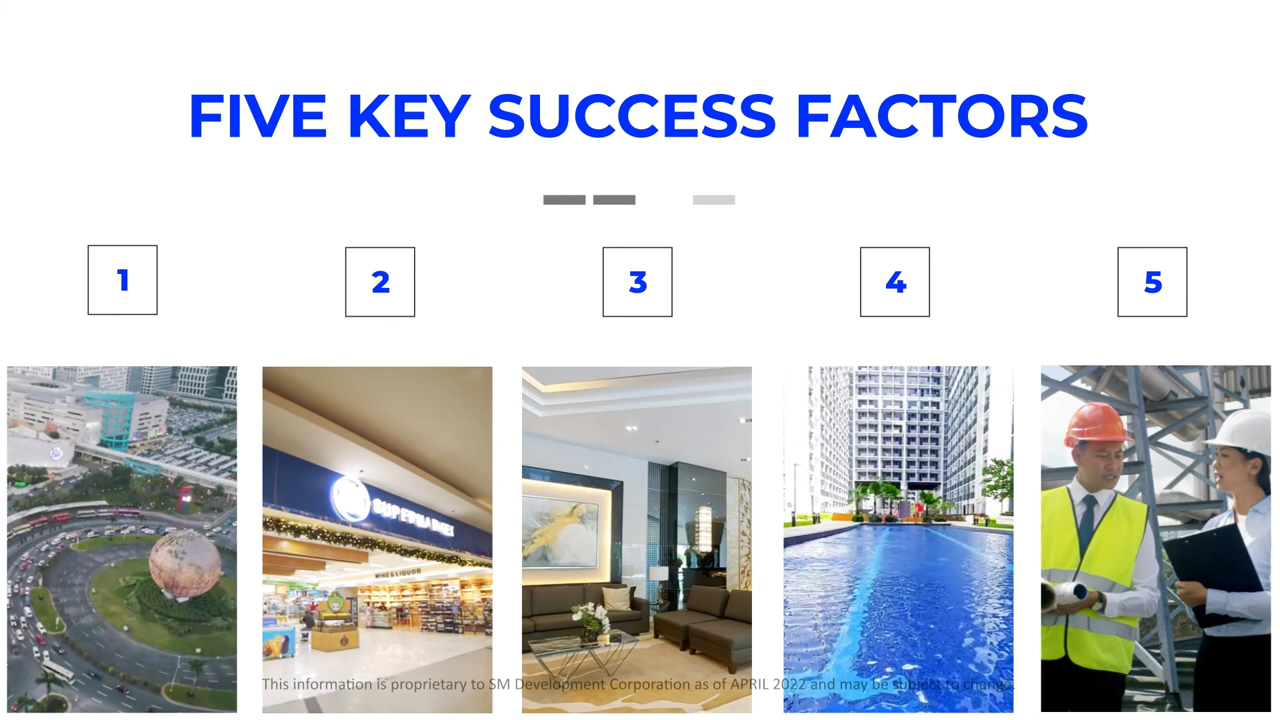 FIVE KEY SUCCESS FACTORS
1
2
3
4
5
SUPERMARKET
WINE & LIQUOR
This information is proprietary to SM Development Corporation as of APRIL 2022 and may be subject to change.